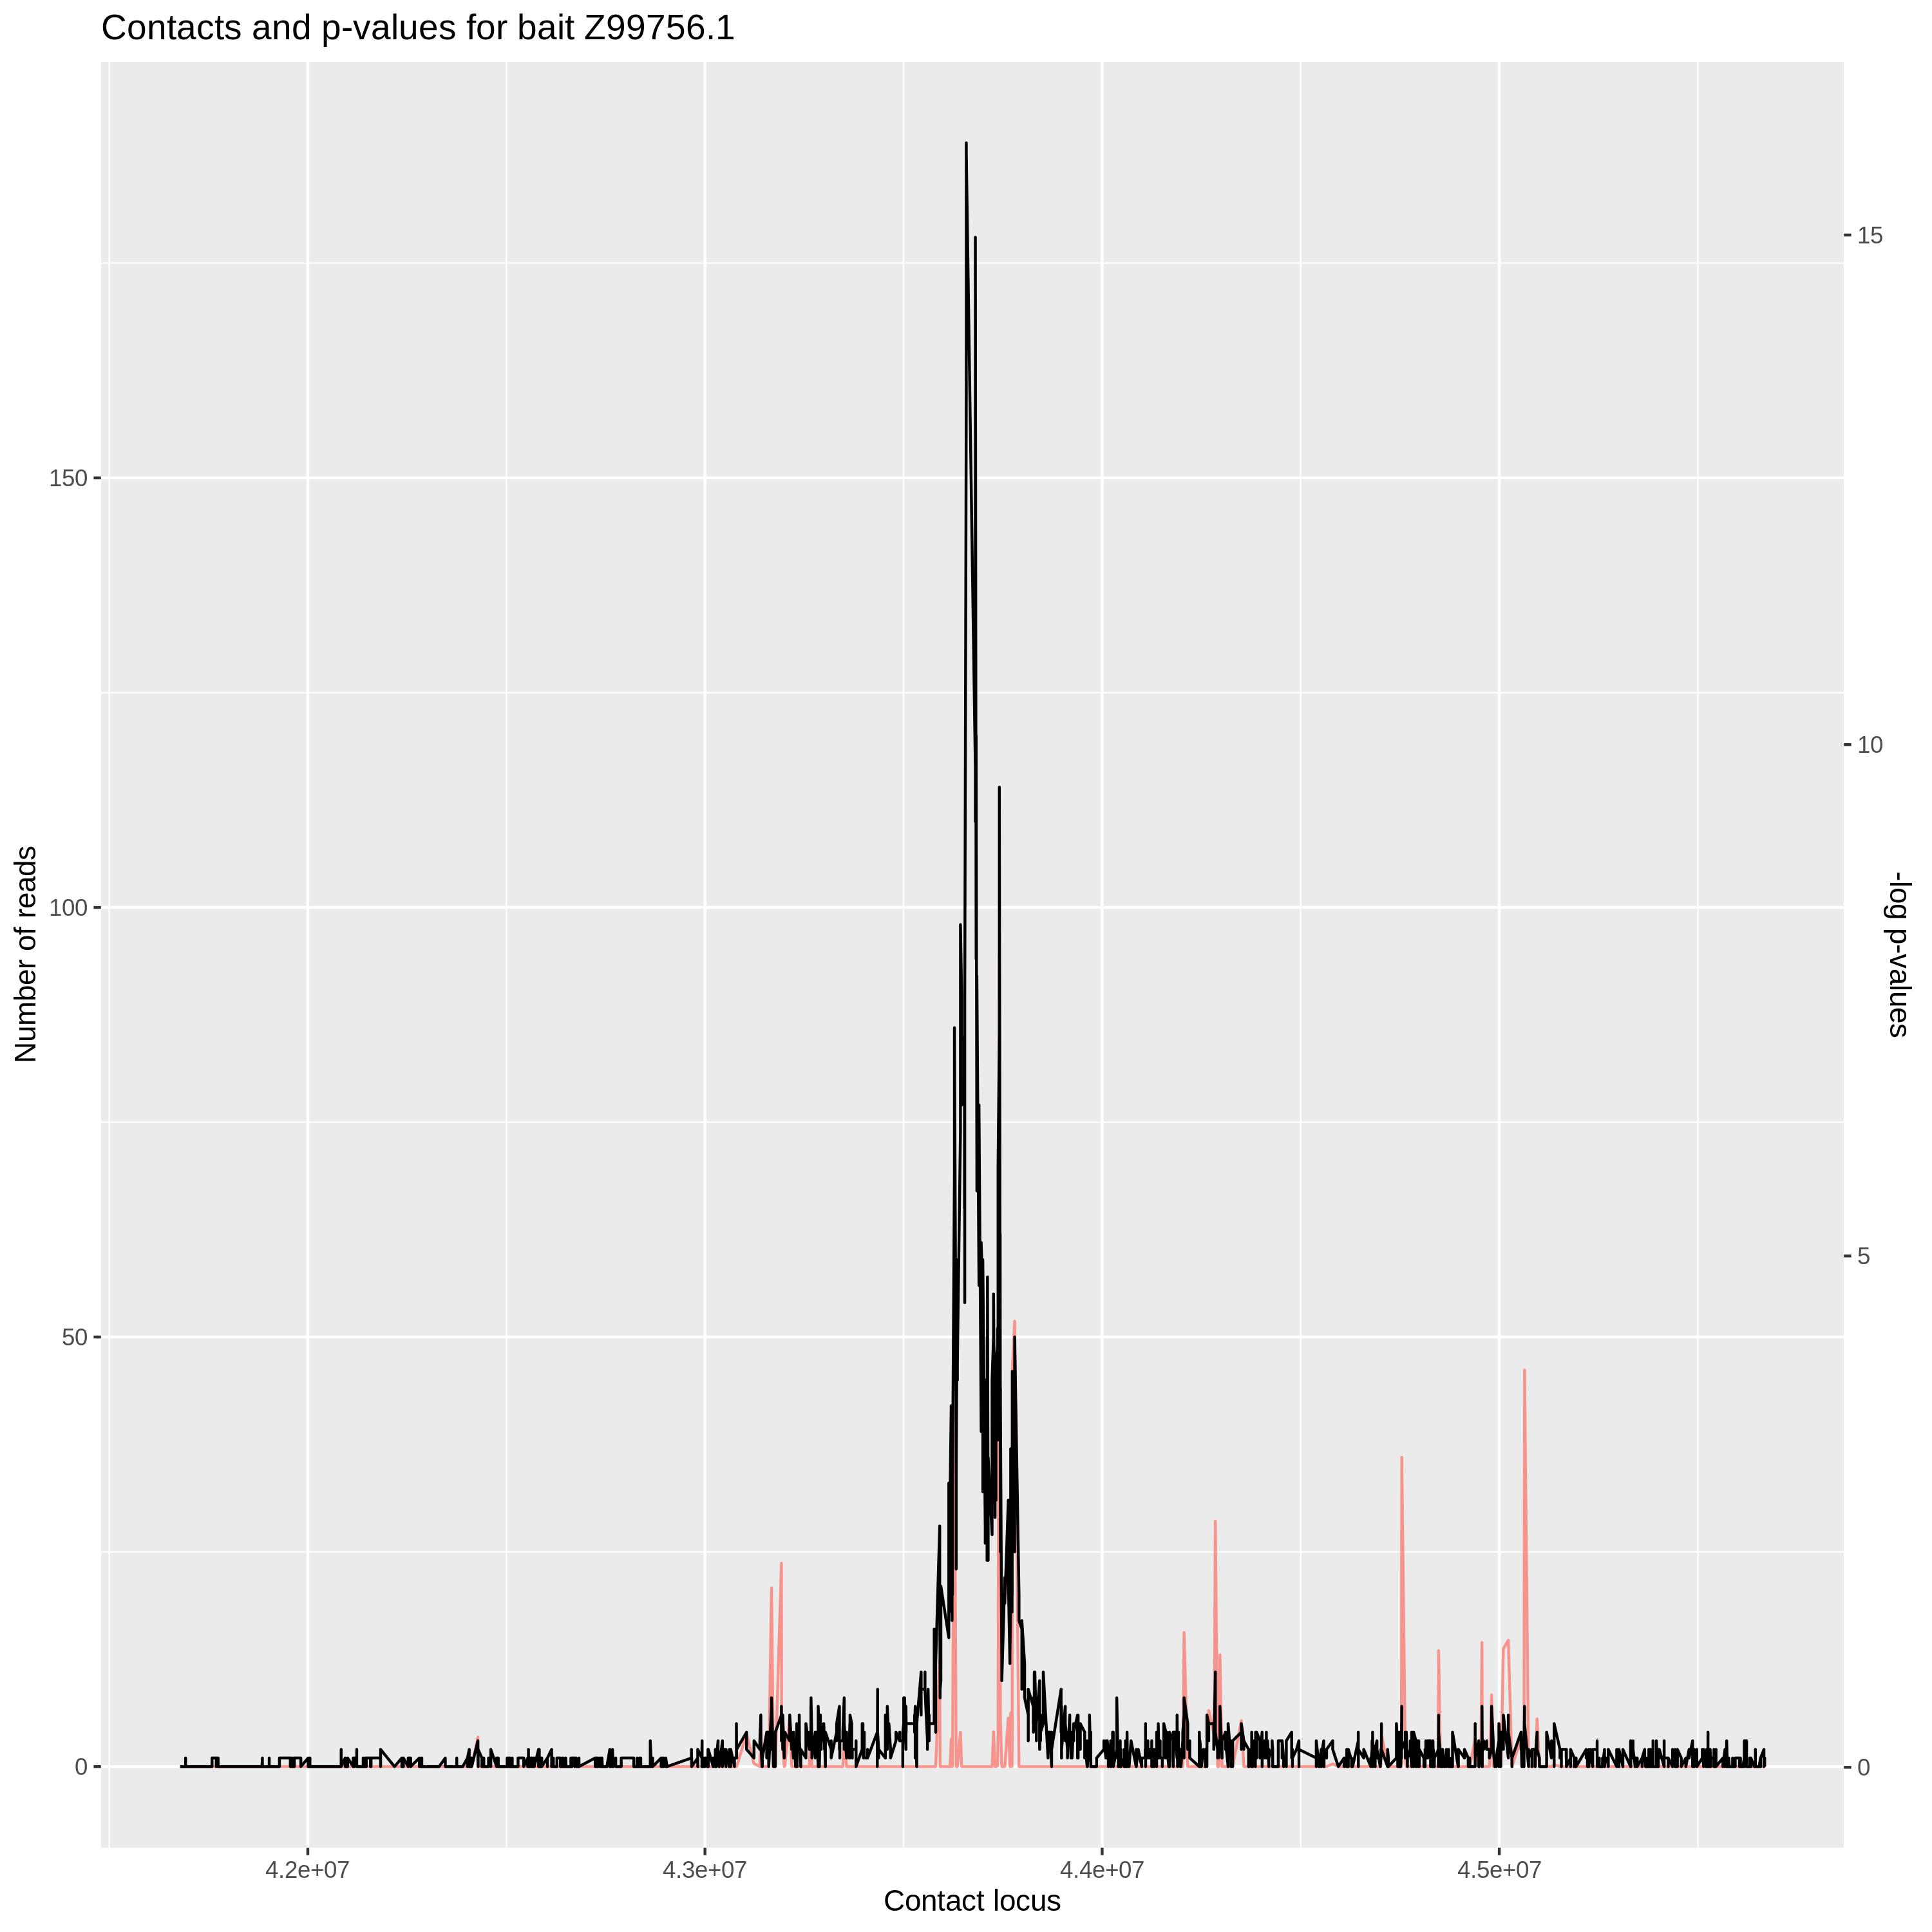 Contacts and p-values for bait Z99756.1
Number of reads
150
100
50
0
15
10
5
0
-log p-values
4.2e+07 4.3e+07 4.4e+07 4.5e+07
Contact locus